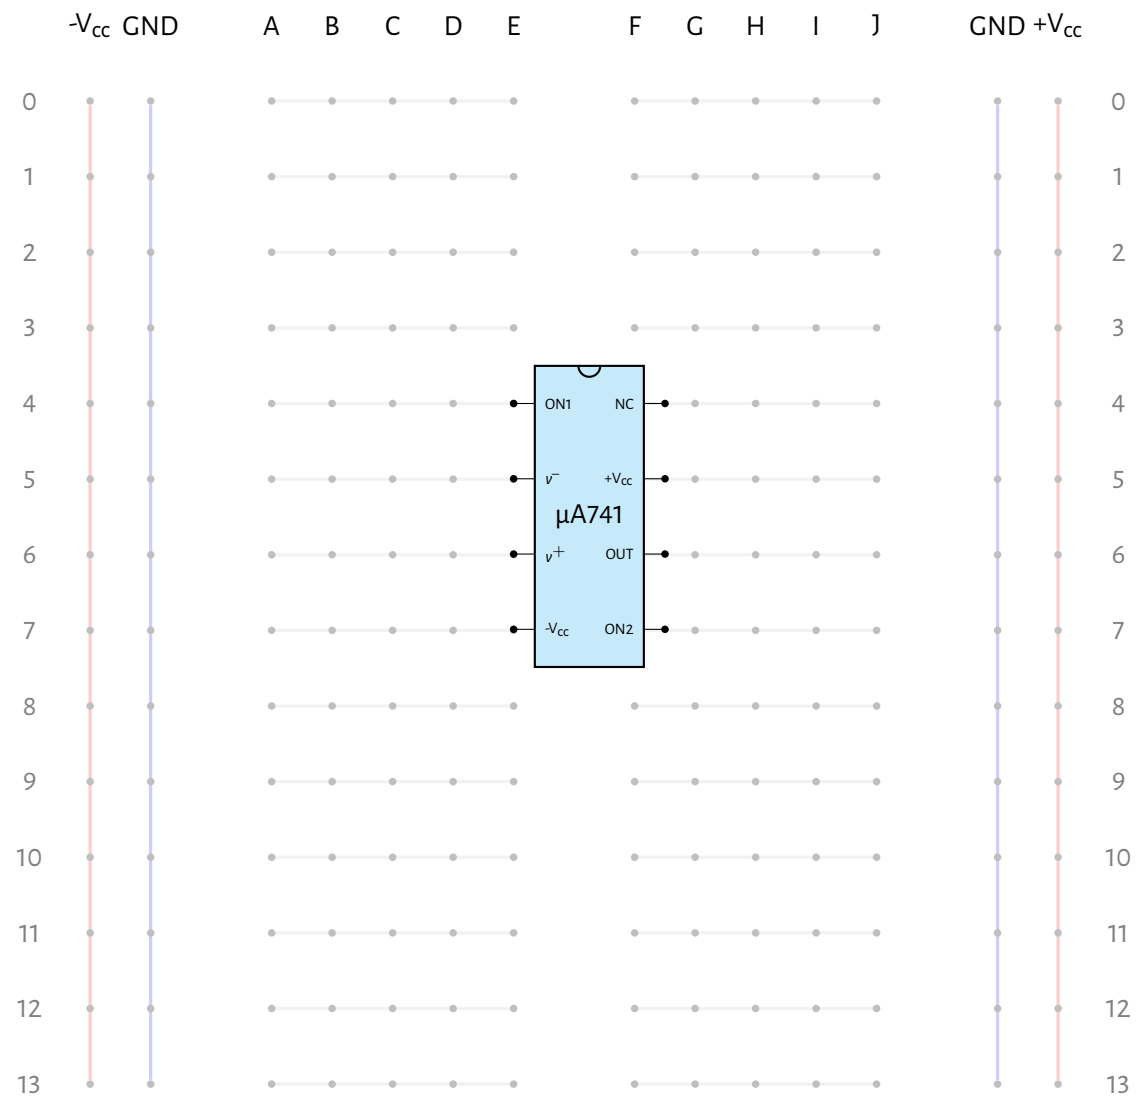 -Vcc GND A B C D E F G H I J GND +Vcc
0 0
1 1
2 2
3 3
4 ON1 NC 4
5 v− +Vcc 5
µA741
6 v+ OUT 6
7 -Vcc ON2 7
8 8
9 9
10 10
11 11
12 12
13 13